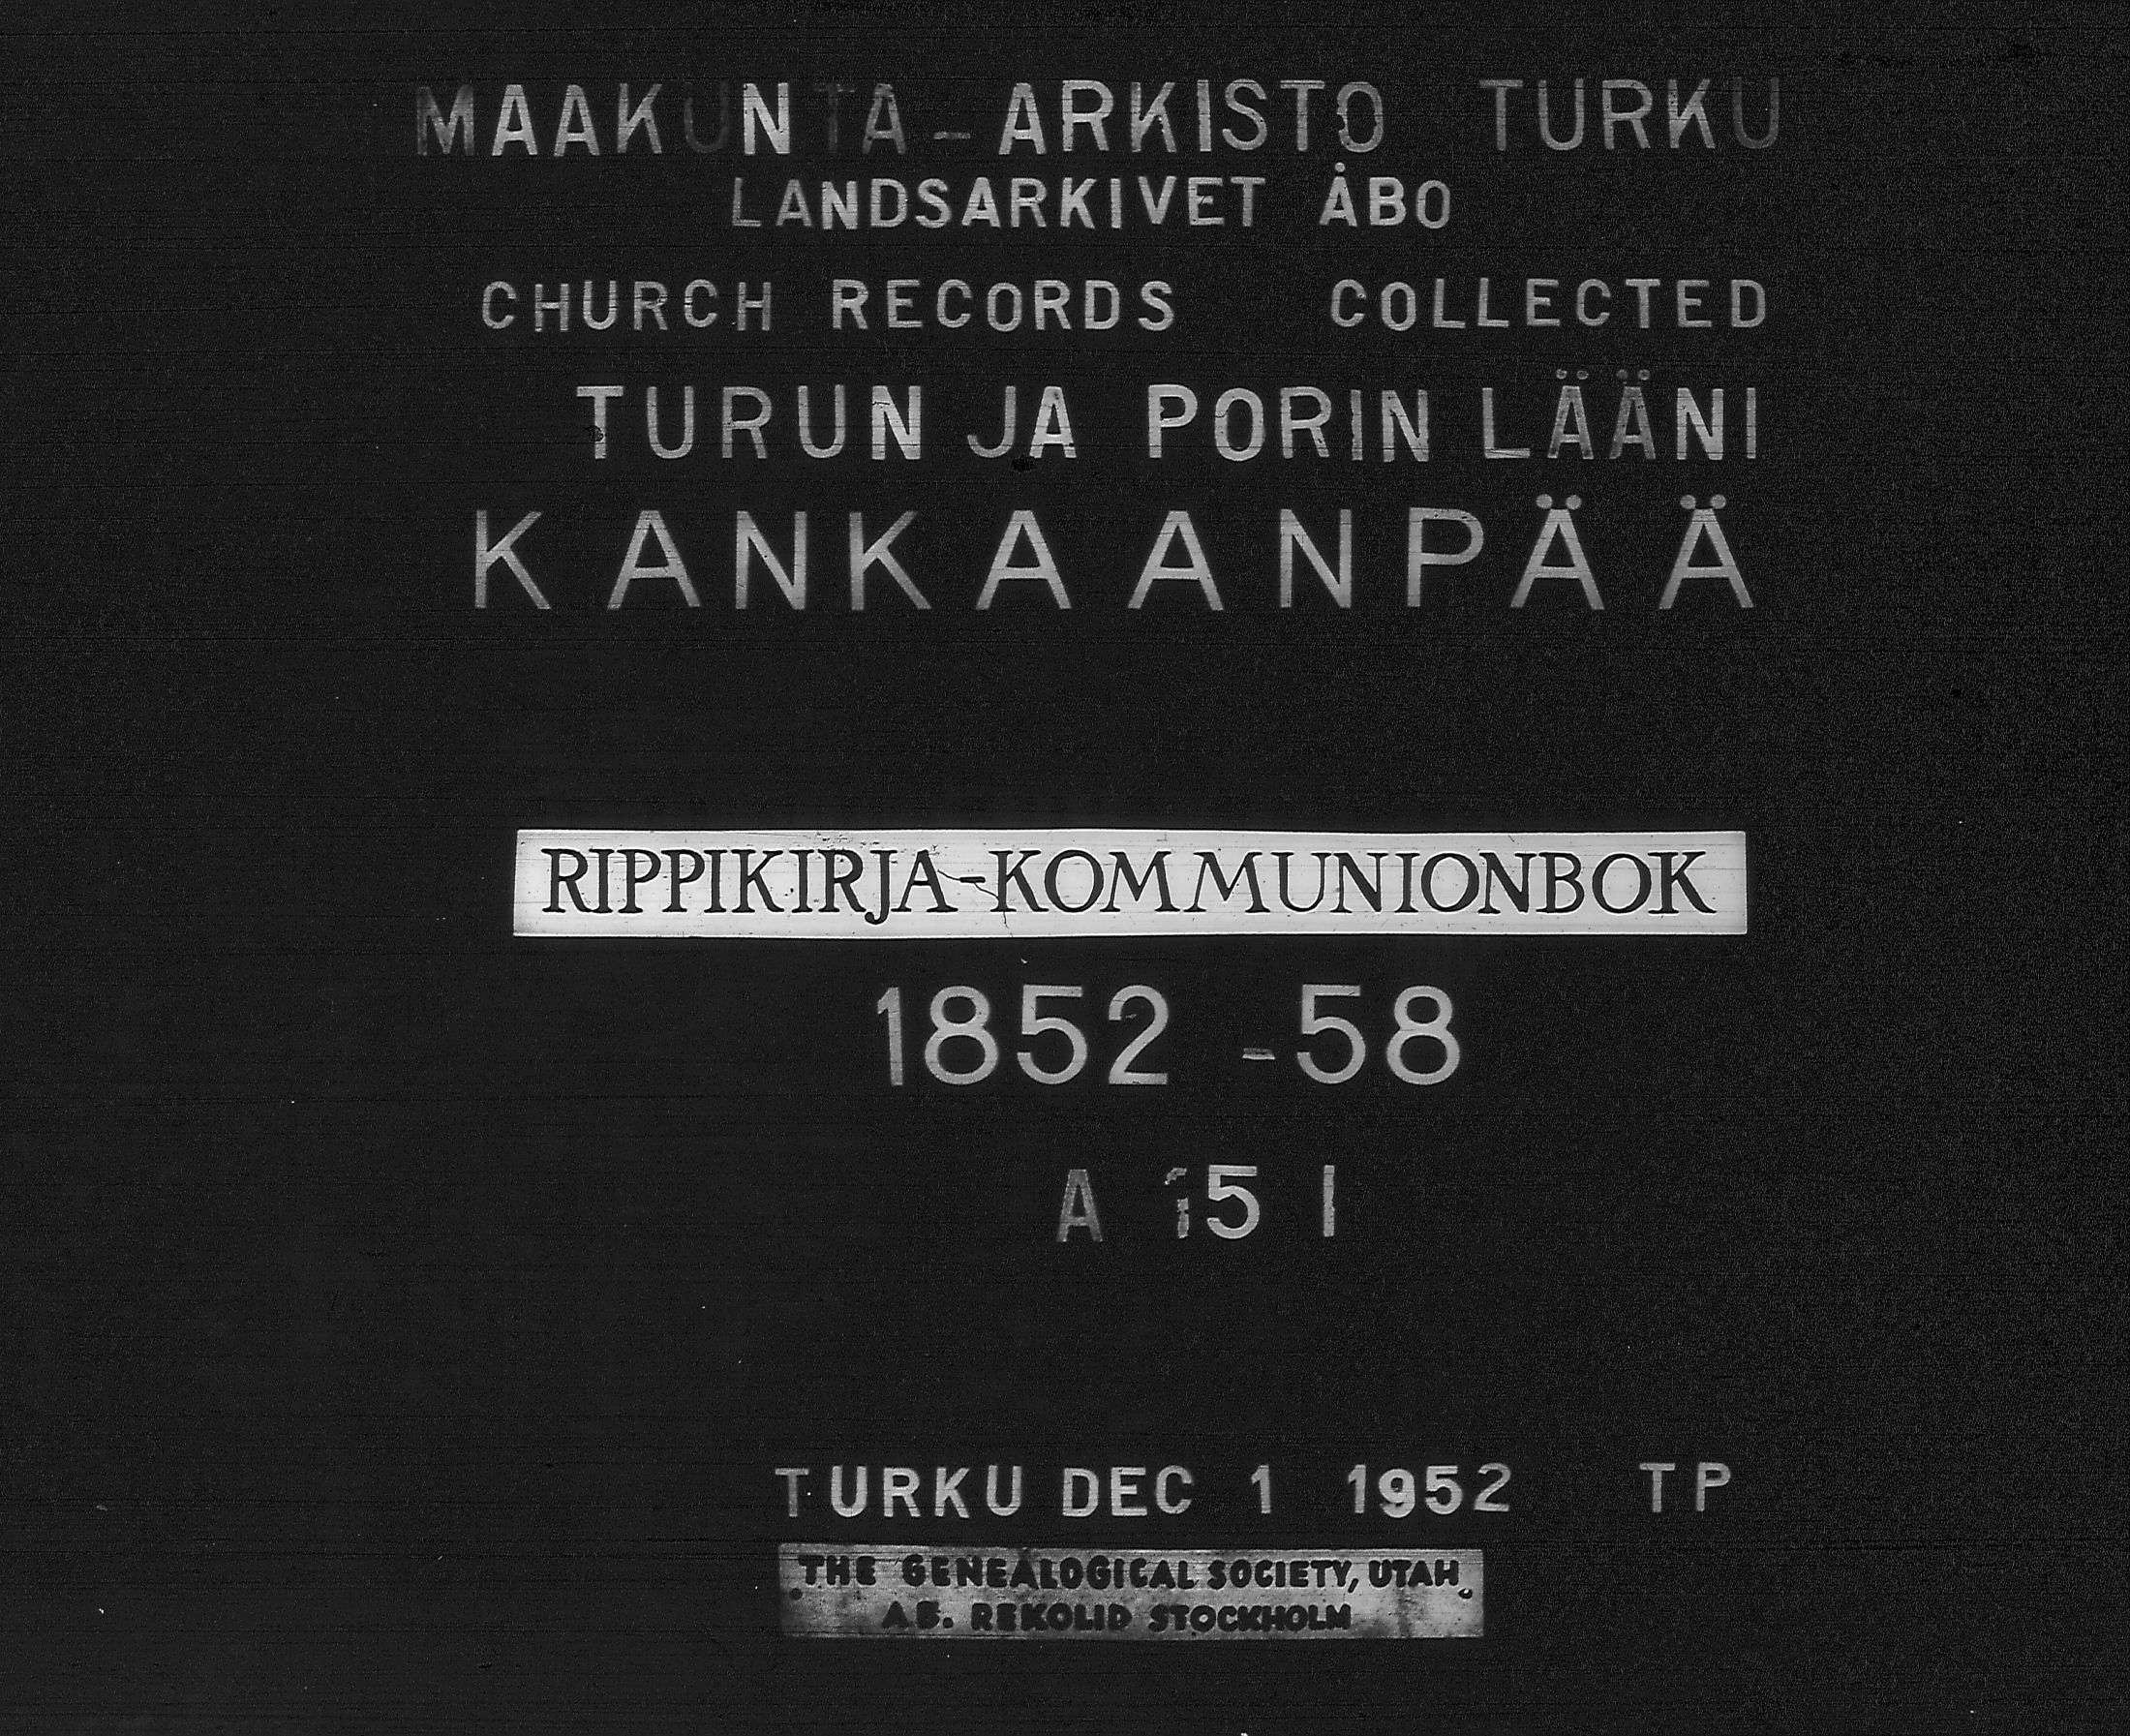 MAAKUNTA-ARKISTO TURKU
LANDSARKIVET ÅBO
CHURCH RECORDS COLLECTED
TURUN JA PORIN LÄÄNI
KANKAANPÄÄ
RIPPIKIRJA-KOMMUNIONBOK
1852-58
A 15 I
TURKU DEC 1 1952 TP
THE GENEALOGICAL SOCIETY, UTAH.
A.B. REKOLID STOCKHOLM